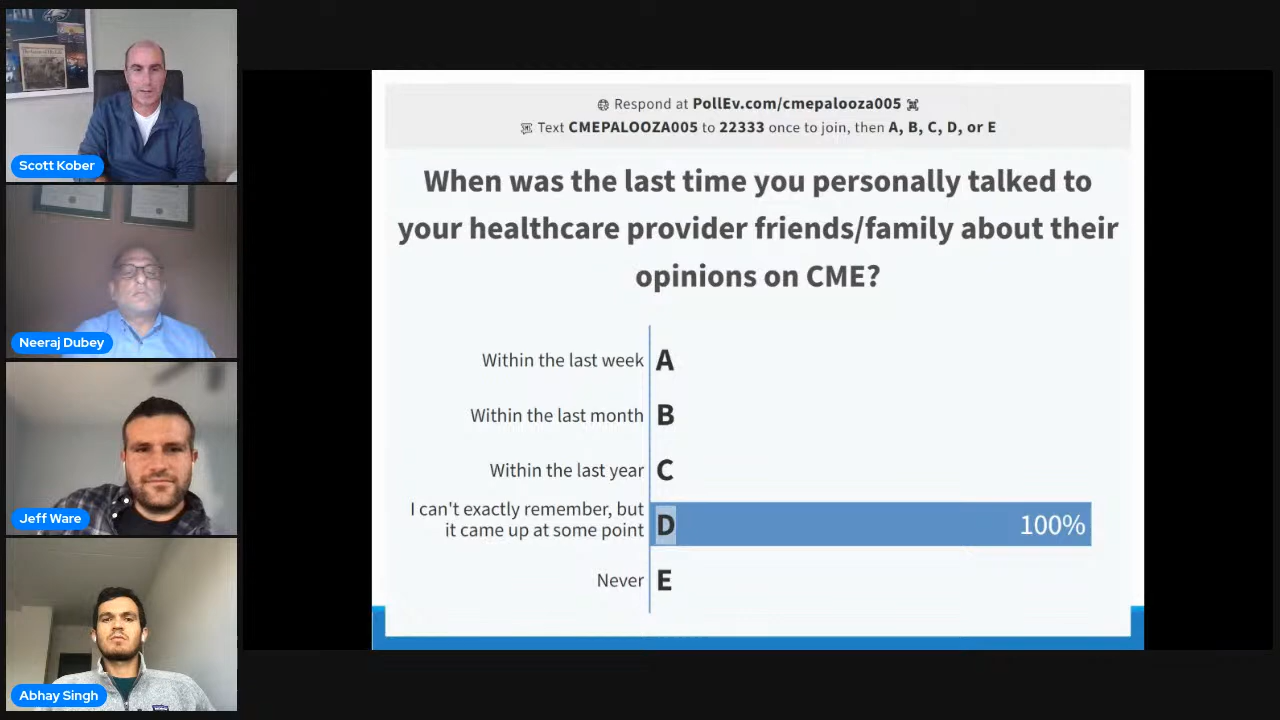 Scott Kober
Neeraj Dubey
Jeff Ware
Abhay Singh
Respond at PollEv.com/cmepalooza005
Text CMEPALOOZA005 to 22333 once to join, then A, B, C, D, or E
When was the last time you personally talked to
your healthcare provider friends/family about their
opinions on CME?
Within the last week A
Within the last month B
Within the last year C
I can't exactly remember, but
it came up at some point D 100%
Never E